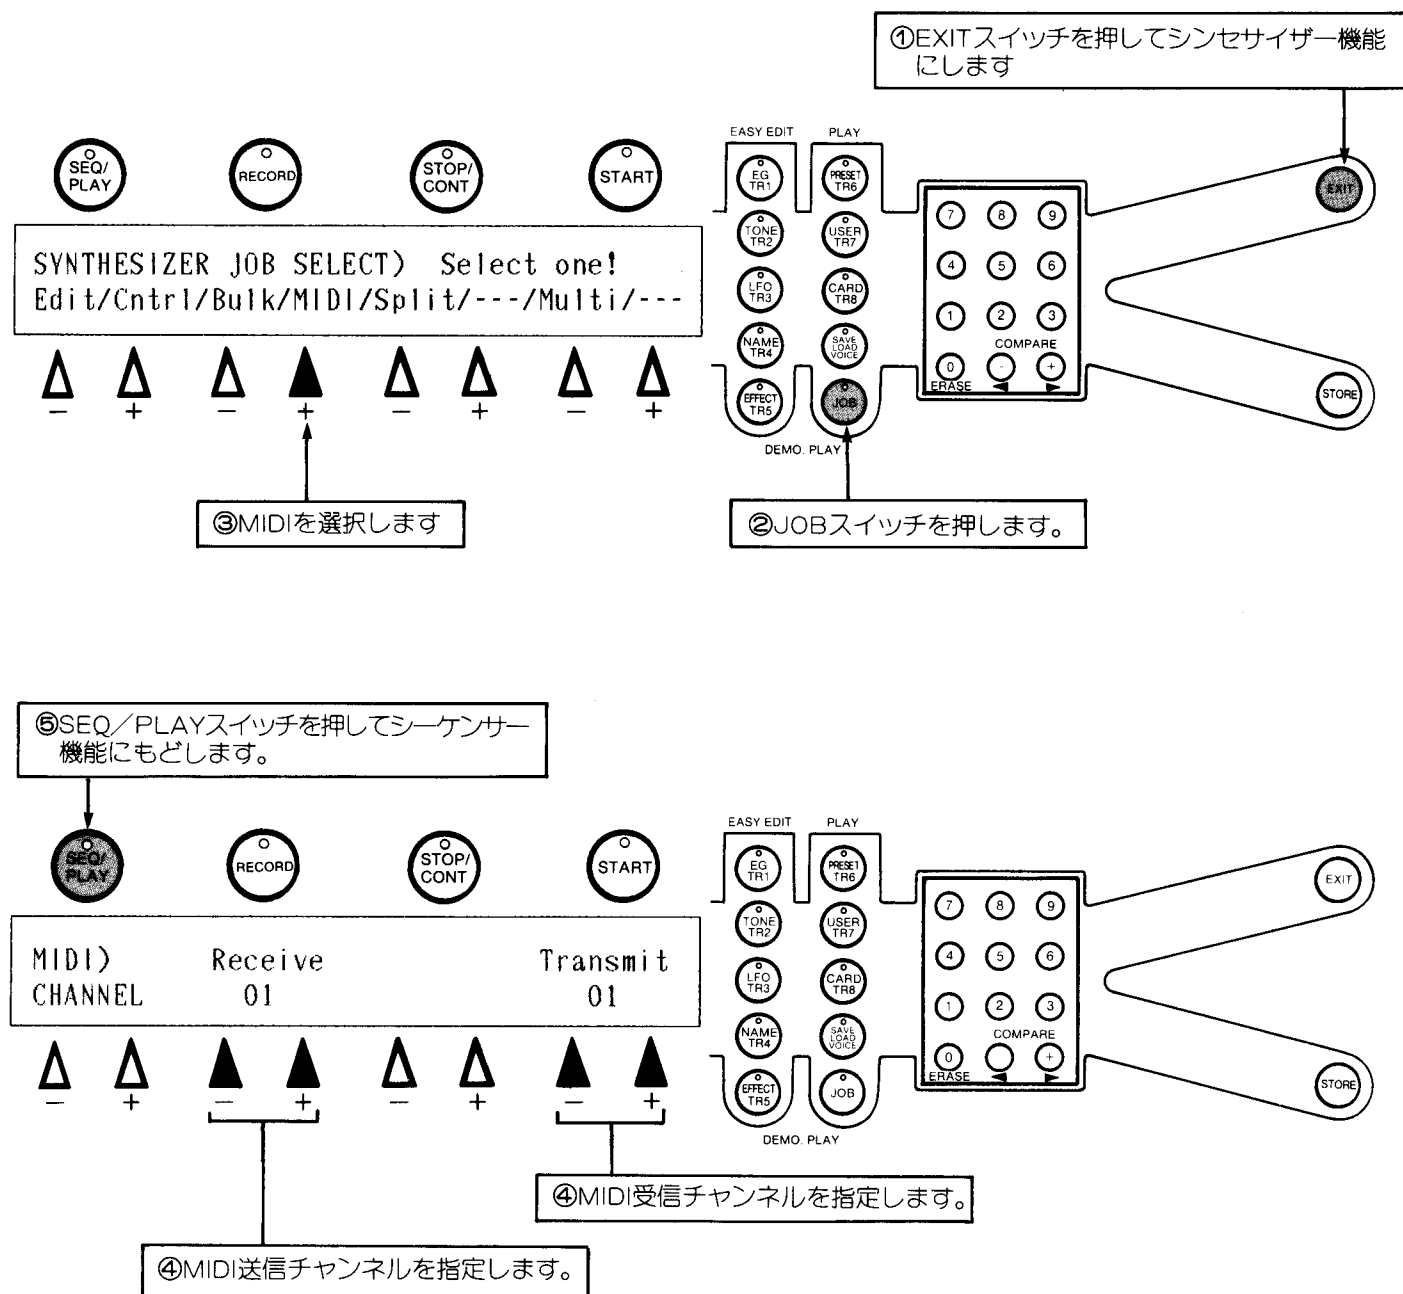 ①EXITスイッチを押してシンセサイザー機能
にします
SEQ/
PLAY
RECORD
STOP/
CONT
START
SYNTHESIZER JOB SELECT) Select one!
Edit/Cntrl/Bulk/MIDI/Split/---/Multi/---
− + − + − + − +
③MIDIを選択します
EASY EDIT PLAY
EG
TR1
PRESET
TR6
TONE
TR2
USER
TR7
LFO
TR3
CARD
TR8
NAME
TR4
SAVE
LOAD
VOICE
EFFECT
TR5
JOB
DEMO. PLAY
②JOBスイッチを押します。
7 8 9
4 5 6
1 2 3
COMPARE
0 - +
ERASE
EXIT
STORE
⑤SEQ/PLAYスイッチを押してシーケンサー
機能にもどします。
SEQ/
PLAY
RECORD
STOP/
CONT
START
MIDI) Receive Transmit
CHANNEL 01 01
− + − + − + − +
④MIDI受信チャンネルを指定します。
④MIDI送信チャンネルを指定します。
EASY EDIT PLAY
EG
TR1
PRESET
TR6
TONE
TR2
USER
TR7
LFO
TR3
CARD
TR8
NAME
TR4
SAVE
LOAD
VOICE
EFFECT
TR5
JOB
DEMO. PLAY
7 8 9
4 5 6
1 2 3
COMPARE
0 +
ERASE
EXIT
STORE